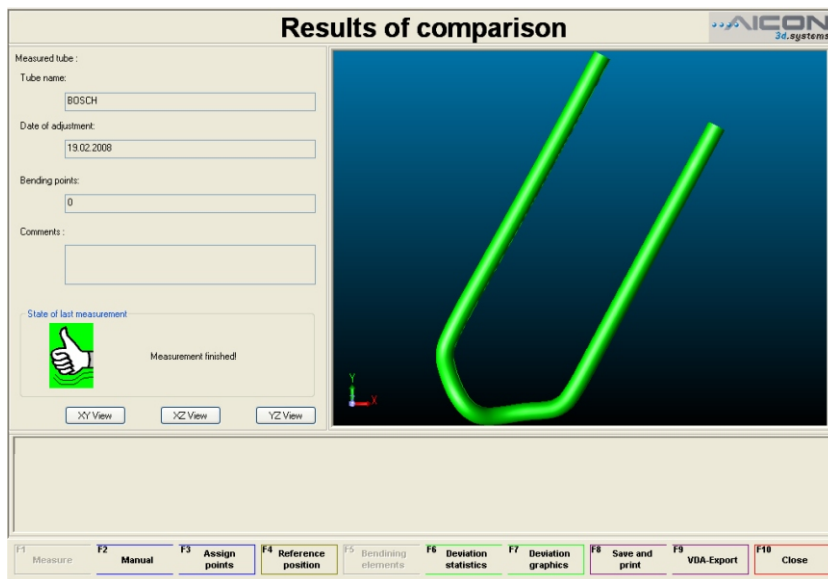 Results of comparison
AICON
3d.systems
Measured tube :
Tube name:
BOSCH
Date of adjustment:
19.02.2008
Bending points:
0
Comments :
State of last measurement
Measurement finished!
XY View XZ View YZ View
Y
X
F1 Measure
F2 Manual
F3 Assign points
F4 Reference position
F5 Bendining elements
F6 Deviation statistics
F7 Deviation graphics
F8 Save and print
F9 VDA-Export
F10 Close